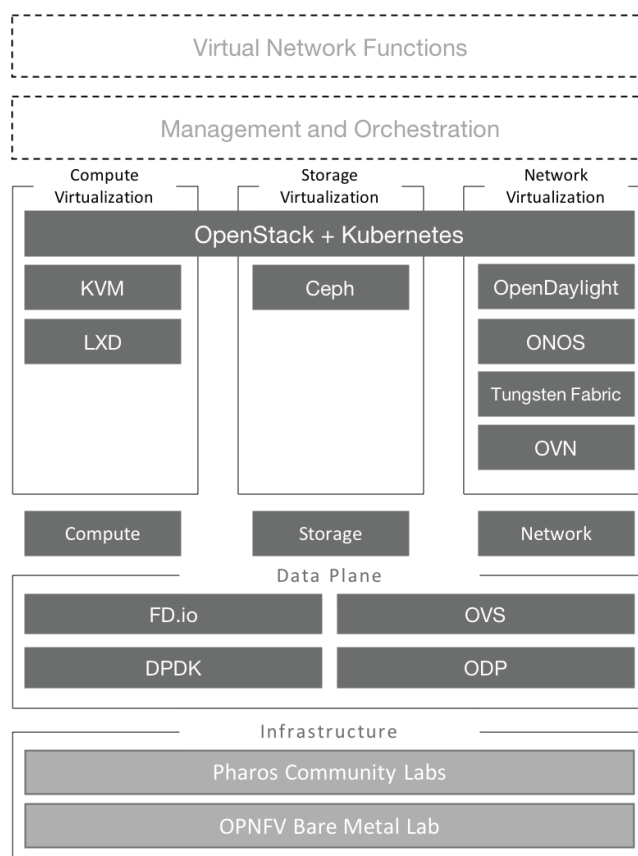 Virtual Network Functions
Management and Orchestration
Compute
Virtualization
Storage
Virtualization
Network
Virtualization
OpenStack + Kubernetes
KVM
Ceph
OpenDaylight
LXD
ONOS
Tungsten Fabric
OVN
Compute
Storage
Network
Data Plane
FD.io
OVS
DPDK
ODP
Infrastructure
Pharos Community Labs
OPNFV Bare Metal Lab